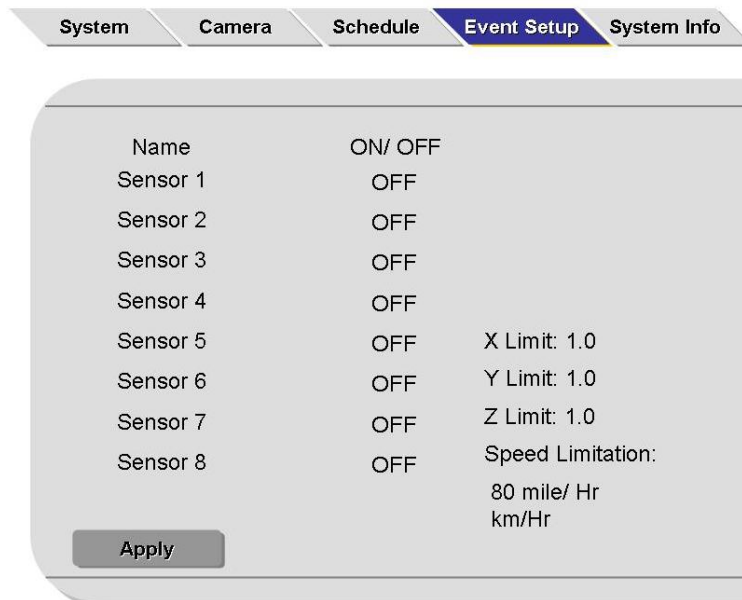 System Camera Schedule Event Setup System Info
Name ON/ OFF
Sensor 1 OFF
Sensor 2 OFF
Sensor 3 OFF
Sensor 4 OFF
Sensor 5 OFF X Limit: 1.0
Sensor 6 OFF Y Limit: 1.0
Sensor 7 OFF Z Limit: 1.0
Sensor 8 OFF Speed Limitation:
80 mile/ Hr
km/Hr
Apply